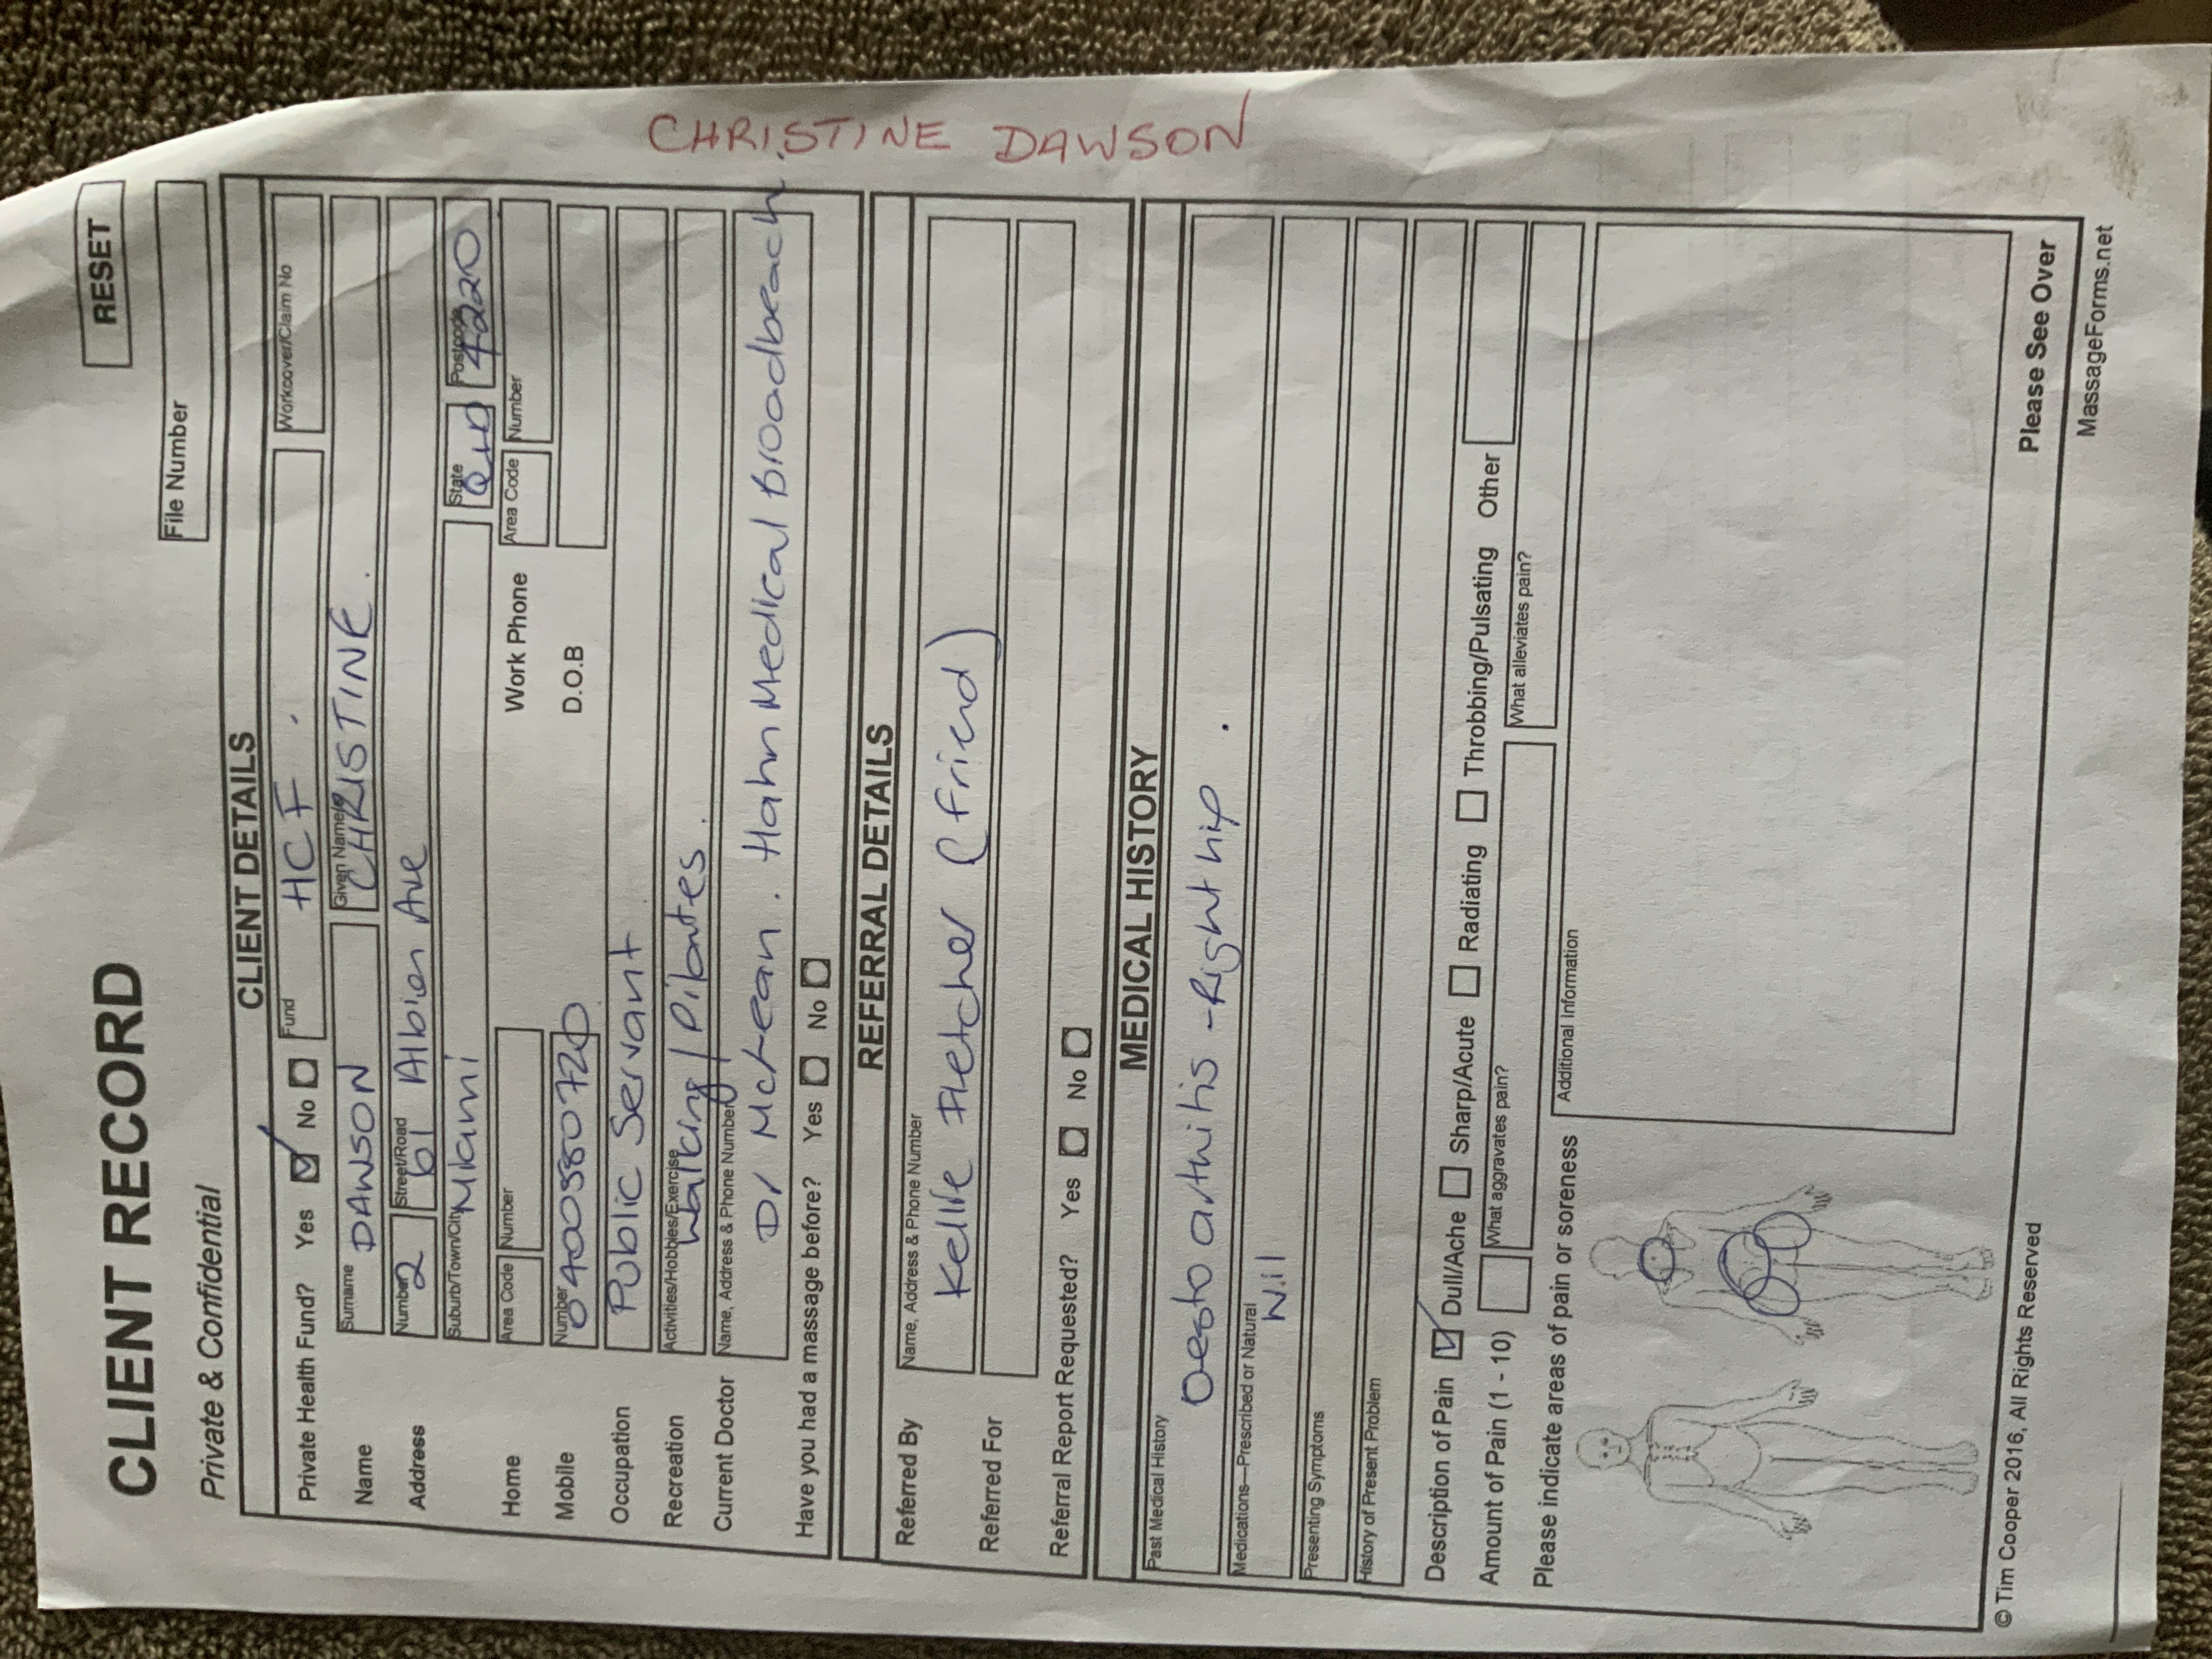 RESET
CLIENT RECORD
Private & Confidential
File Number
CLIENT DETAILS
Private Health Fund? Yes No Fund HCF. Workcover/Claim No
Name Surname DAWSON Given Name/s CHRISTINE.
Address Number 2 Street/Road 61 Albion Ave
Suburb/Town/City Miami State QLD Postcode 4220
Home Area Code Number Work Phone Area Code Number
Mobile Number 0400580720 D.O.B
Occupation Public Servant
Recreation Activities/Hobbies/Exercise Walking/Pilates.
Current Doctor Name, Address & Phone Number Dr McKean. Hahn Medical Broadbeach
Have you had a massage before? Yes No
REFERRAL DETAILS
Referred By Name, Address & Phone Number Kellie Fletcher (friend)
Referred For
Referral Report Requested? Yes No
MEDICAL HISTORY
Past Medical History Oesto arthitis - Right hip.
Medications—Prescribed or Natural Nil
Presenting Symptoms
History of Present Problem
Description of Pain Dull/Ache Sharp/Acute Radiating Throbbing/Pulsating Other
Amount of Pain (1 - 10) What aggravates pain? What alleviates pain?
Please indicate areas of pain or soreness Additional Information
Please See Over
© Tim Cooper 2016, All Rights Reserved MassageForms.net
CHRISTINE DAWSON